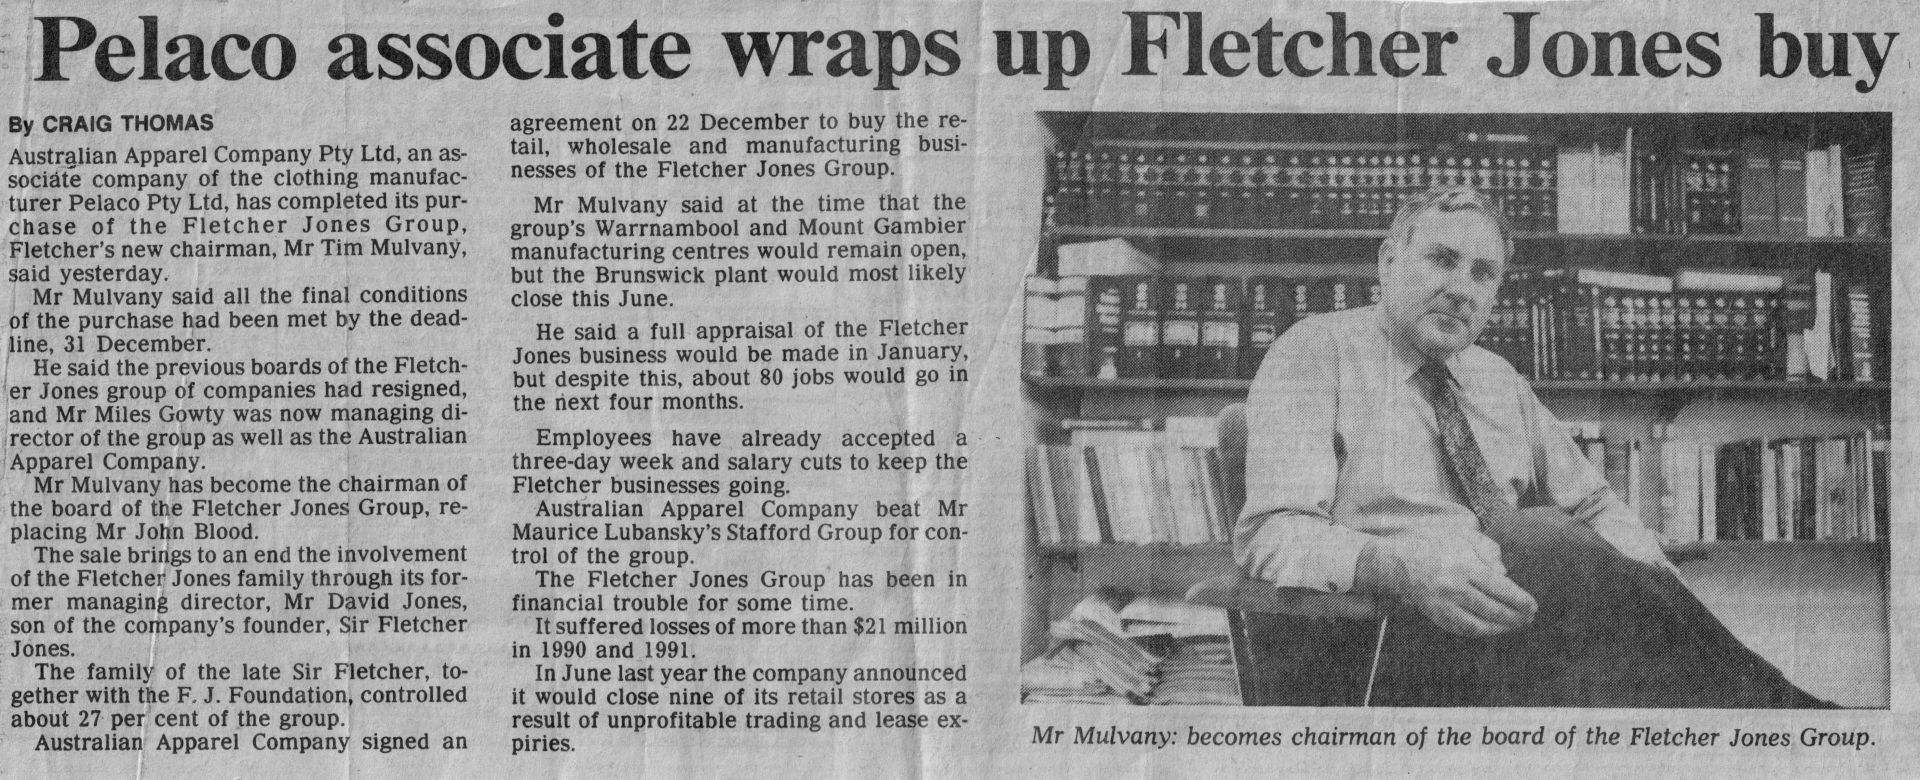 Pelaco associate wraps up Fletcher Jones buy
By CRAIG THOMAS
Australian Apparel Company Pty Ltd, an as-
sociate company of the clothing manufac-
turer Pelaco Pty Ltd, has completed its pur-
chase of the Fletcher Jones Group,
Fletcher's new chairman, Mr Tim Mulvany,
said yesterday.
Mr Mulvany said all the final conditions
of the purchase had been met by the dead-
line, 31 December.
He said the previous boards of the Fletch-
er Jones group of companies had resigned,
and Mr Miles Gowty was now managing di-
rector of the group as well as the Australian
Apparel Company.
Mr Mulvany has become the chairman of
the board of the Fletcher Jones Group, re-
placing Mr John Blood.
The sale brings to an end the involvement
of the Fletcher Jones family through its for-
mer managing director, Mr David Jones,
son of the company's founder, Sir Fletcher
Jones.
The family of the late Sir Fletcher, to-
gether with the F. J. Foundation, controlled
about 27 per cent of the group.
Australian Apparel Company signed an
agreement on 22 December to buy the re-
tail, wholesale and manufacturing busi-
nesses of the Fletcher Jones Group.
Mr Mulvany said at the time that the
group's Warrnambool and Mount Gambier
manufacturing centres would remain open,
but the Brunswick plant would most likely
close this June.
He said a full appraisal of the Fletcher
Jones business would be made in January,
but despite this, about 80 jobs would go in
the next four months.
Employees have already accepted a
three-day week and salary cuts to keep the
Fletcher businesses going.
Australian Apparel Company beat Mr
Maurice Lubansky's Stafford Group for con-
trol of the group.
The Fletcher Jones Group has been in
financial trouble for some time.
It suffered losses of more than $21 million
in 1990 and 1991.
In June last year the company announced
it would close nine of its retail stores as a
result of unprofitable trading and lease ex-
piries.
Mr Mulvany: becomes chairman of the board of the Fletcher Jones Group.